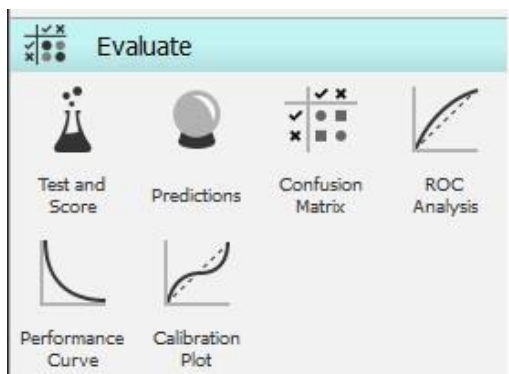 Evaluate
Test and
Score
Predictions
Confusion
Matrix
ROC
Analysis
Performance
Curve
Calibration
Plot